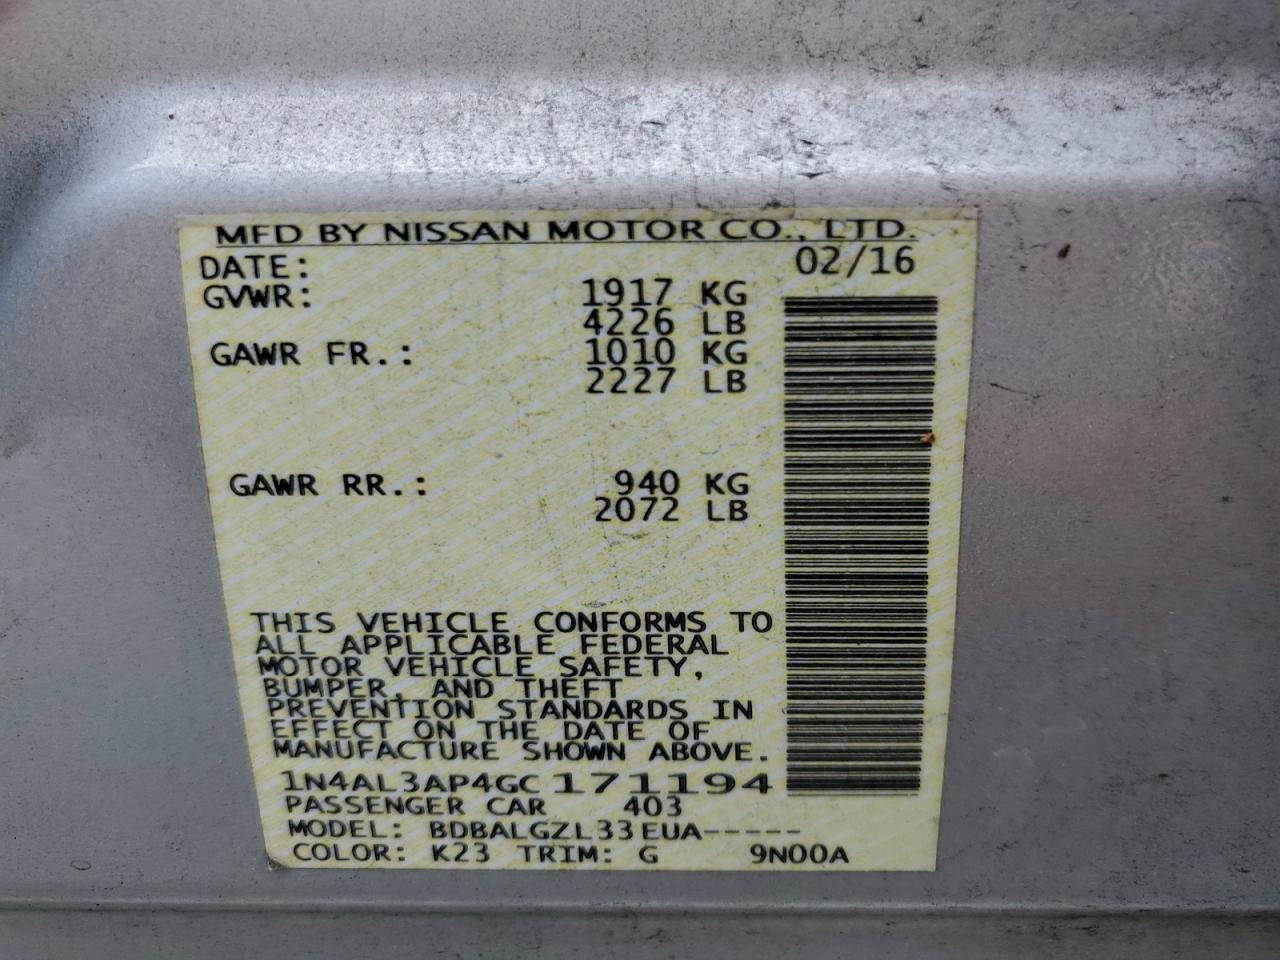 MFD BY NISSAN MOTOR CO., LTD.
DATE: 02/16
GVWR: 1917 KG
4226 LB
GAWR FR.: 1010 KG
2227 LB
GAWR RR.: 940 KG
2072 LB
THIS VEHICLE CONFORMS TO
ALL APPLICABLE FEDERAL
MOTOR VEHICLE SAFETY,
BUMPER, AND THEFT
PREVENTION STANDARDS IN
EFFECT ON THE DATE OF
MANUFACTURE SHOWN ABOVE.
1N4AL3AP4GC171194
PASSENGER CAR 403
MODEL: BDBALGZL33EUA-----
COLOR: K23 TRIM: G 9N00A